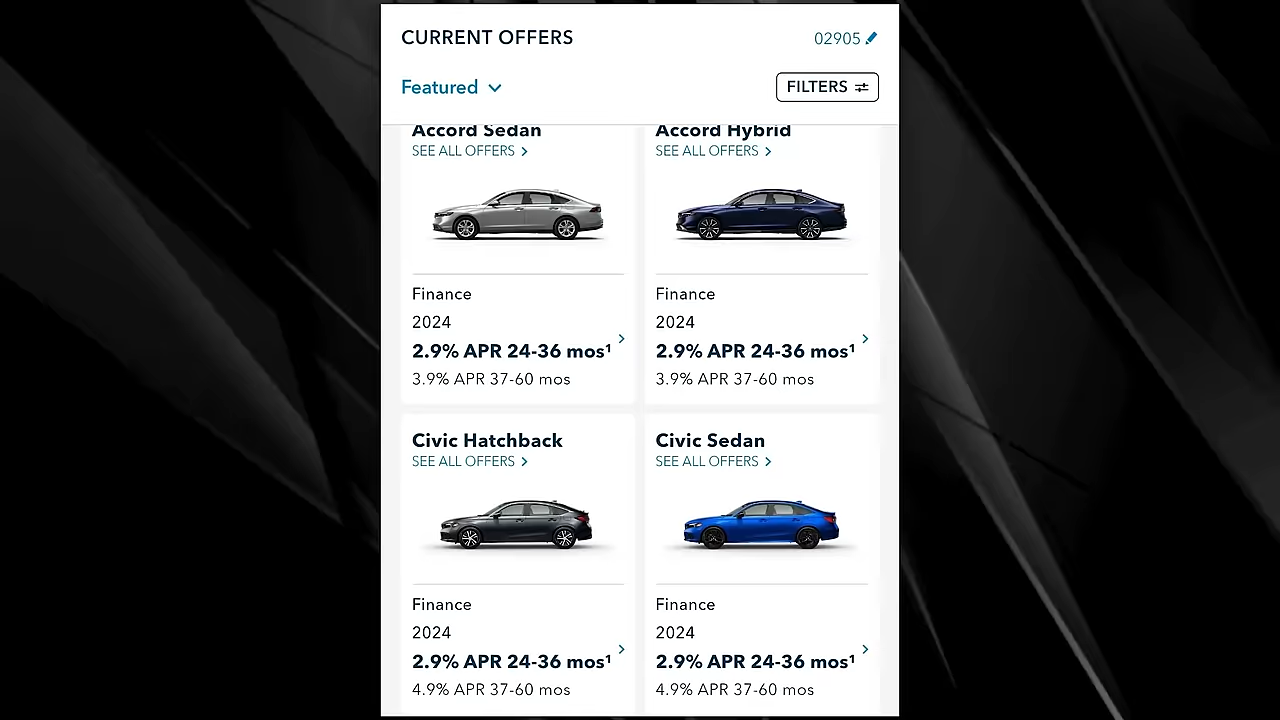 CURRENT OFFERS
02905
Featured
FILTERS
Accord Sedan
SEE ALL OFFERS >
Finance
2024
2.9% APR 24-36 mos¹
3.9% APR 37-60 mos
Accord Hybrid
SEE ALL OFFERS >
Finance
2024
2.9% APR 24-36 mos¹
3.9% APR 37-60 mos
Civic Hatchback
SEE ALL OFFERS >
Finance
2024
2.9% APR 24-36 mos¹
4.9% APR 37-60 mos
Civic Sedan
SEE ALL OFFERS >
Finance
2024
2.9% APR 24-36 mos¹
4.9% APR 37-60 mos